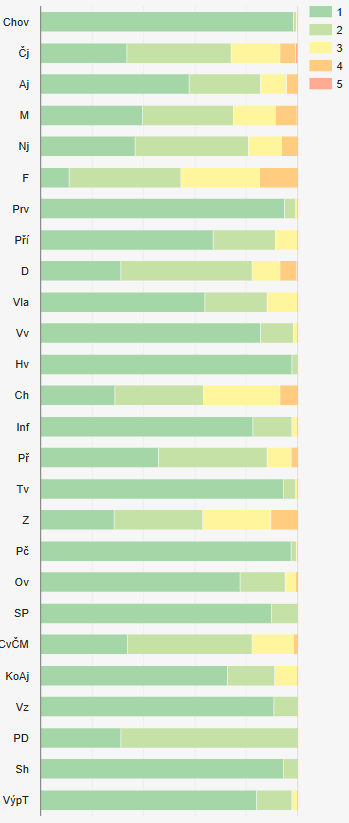 Chov
Čj
Aj
M
Nj
F
Prv
Pří
D
Vla
Vv
Hv
Ch
Inf
Př
Tv
Z
Pč
Ov
SP
CvČM
KoAj
Vz
PD
Sh
VýpT
1
2
3
4
5